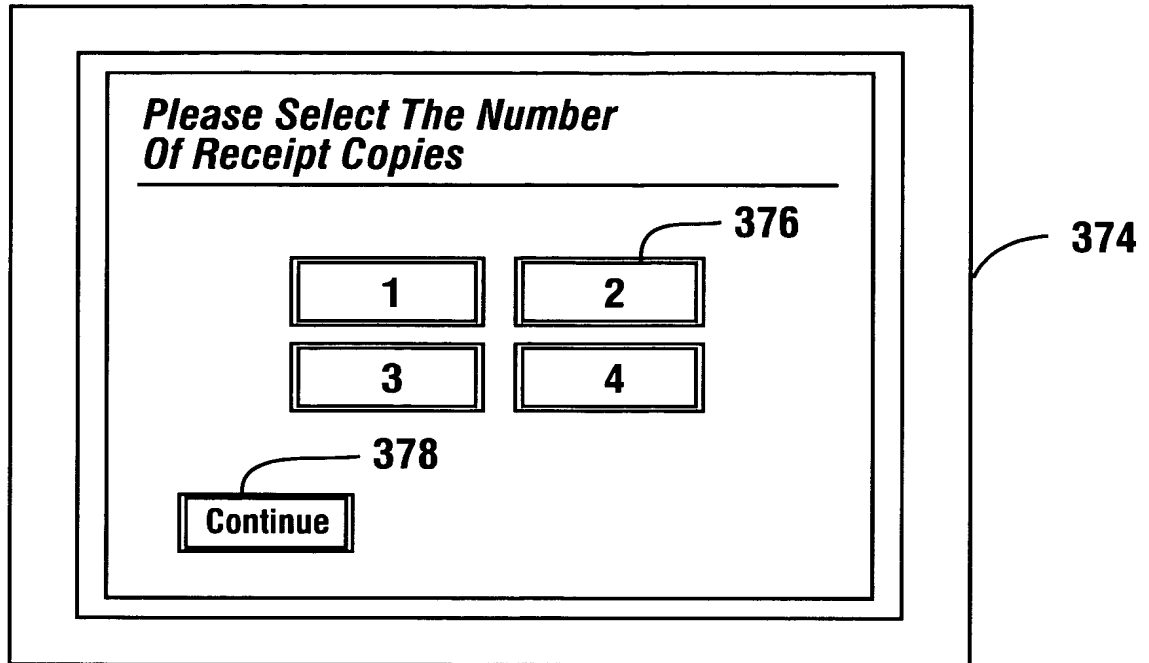 Please Select The Number
Of Receipt Copies
376
374
1
2
3
4
378
Continue